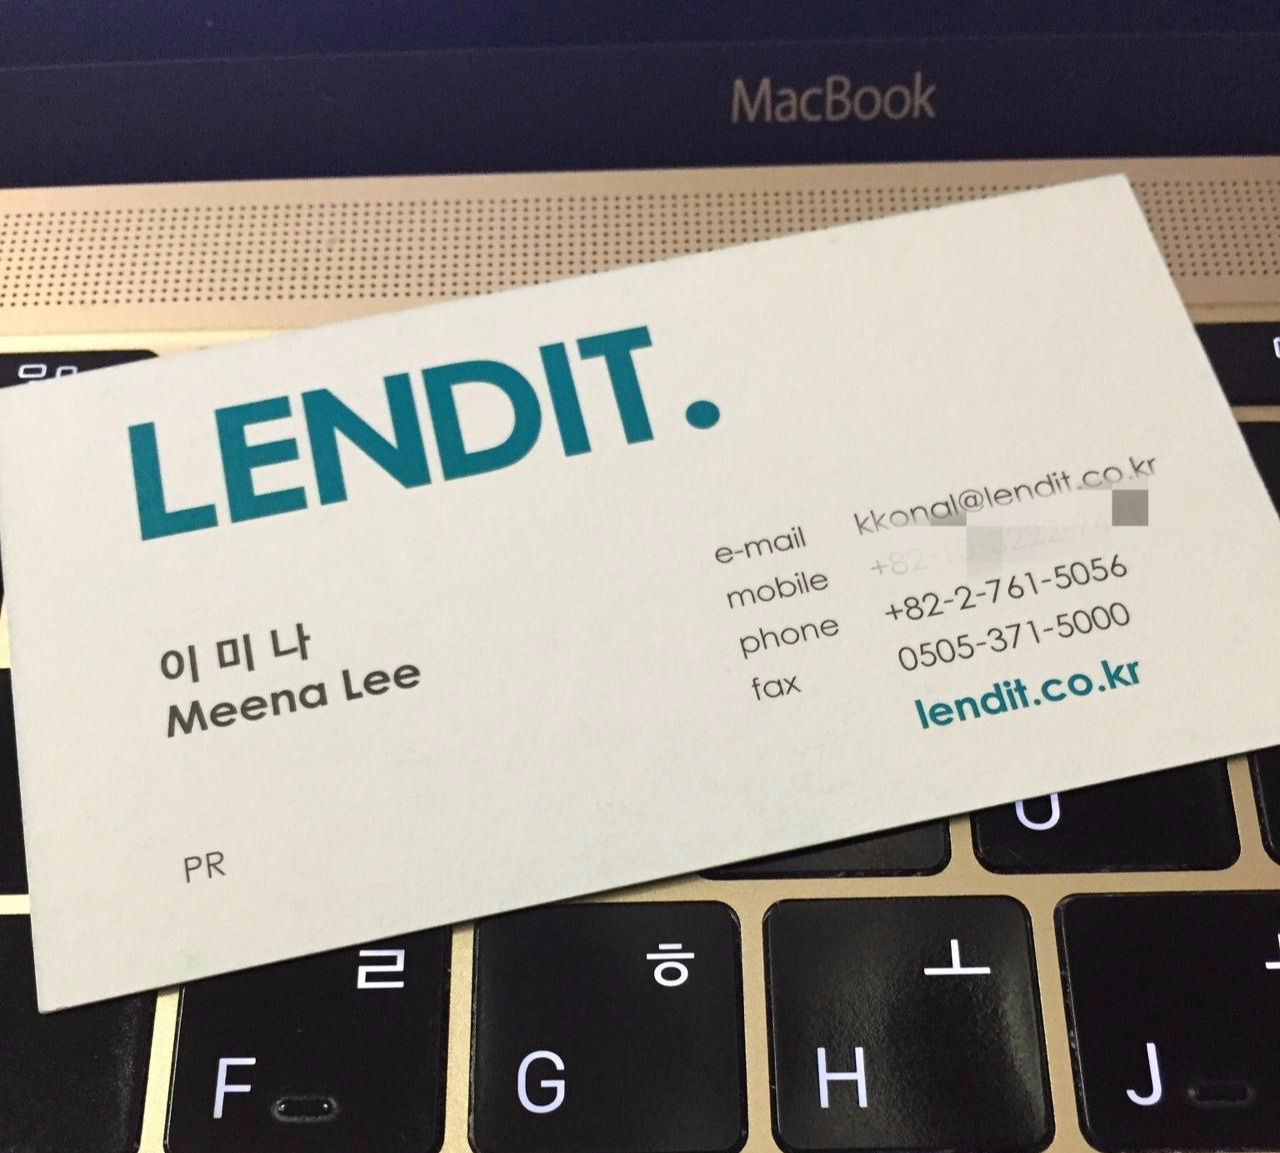 MacBook
LENDIT.
e-mail kkonal@lendit.co.kr
mobile
phone +82-2-761-5056
fax 0505-371-5000
lendit.co.kr
이미나
Meena Lee
PR
ㄹ
ㅎ
ㅗ
F
G
H
J